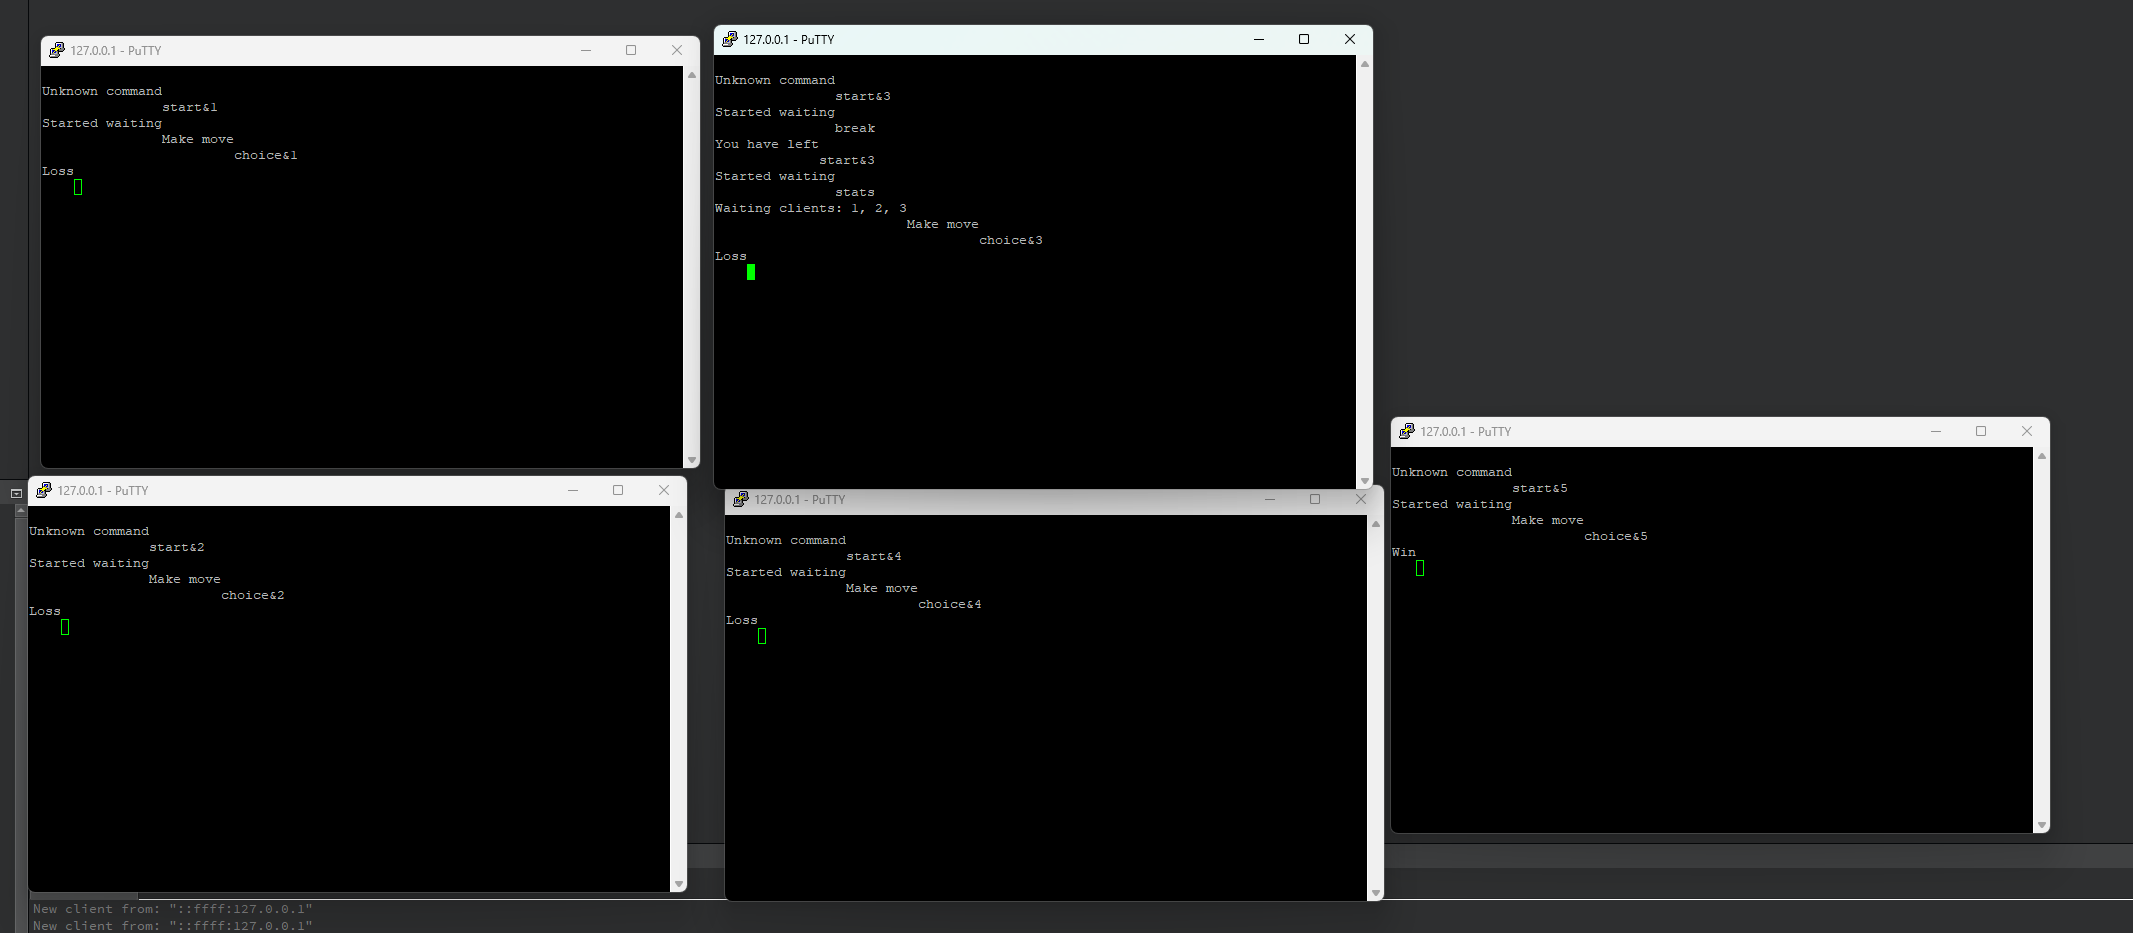 127.0.0.1 - PuTTY
Unknown command
start&1
Started waiting
Make move
choice&1
Loss
127.0.0.1 - PuTTY
Unknown command
start&3
Started waiting
break
You have left
start&3
Started waiting
stats
Waiting clients: 1, 2, 3
Make move
choice&3
Loss
127.0.0.1 - PuTTY
Unknown command
start&5
Started waiting
Make move
choice&5
Win
127.0.0.1 - PuTTY
Unknown command
start&2
Started waiting
Make move
choice&2
Loss
127.0.0.1 - PuTTY
Unknown command
start&4
Started waiting
Make move
choice&4
Loss
New client from: "::ffff:127.0.0.1"
New client from: "::ffff:127.0.0.1"